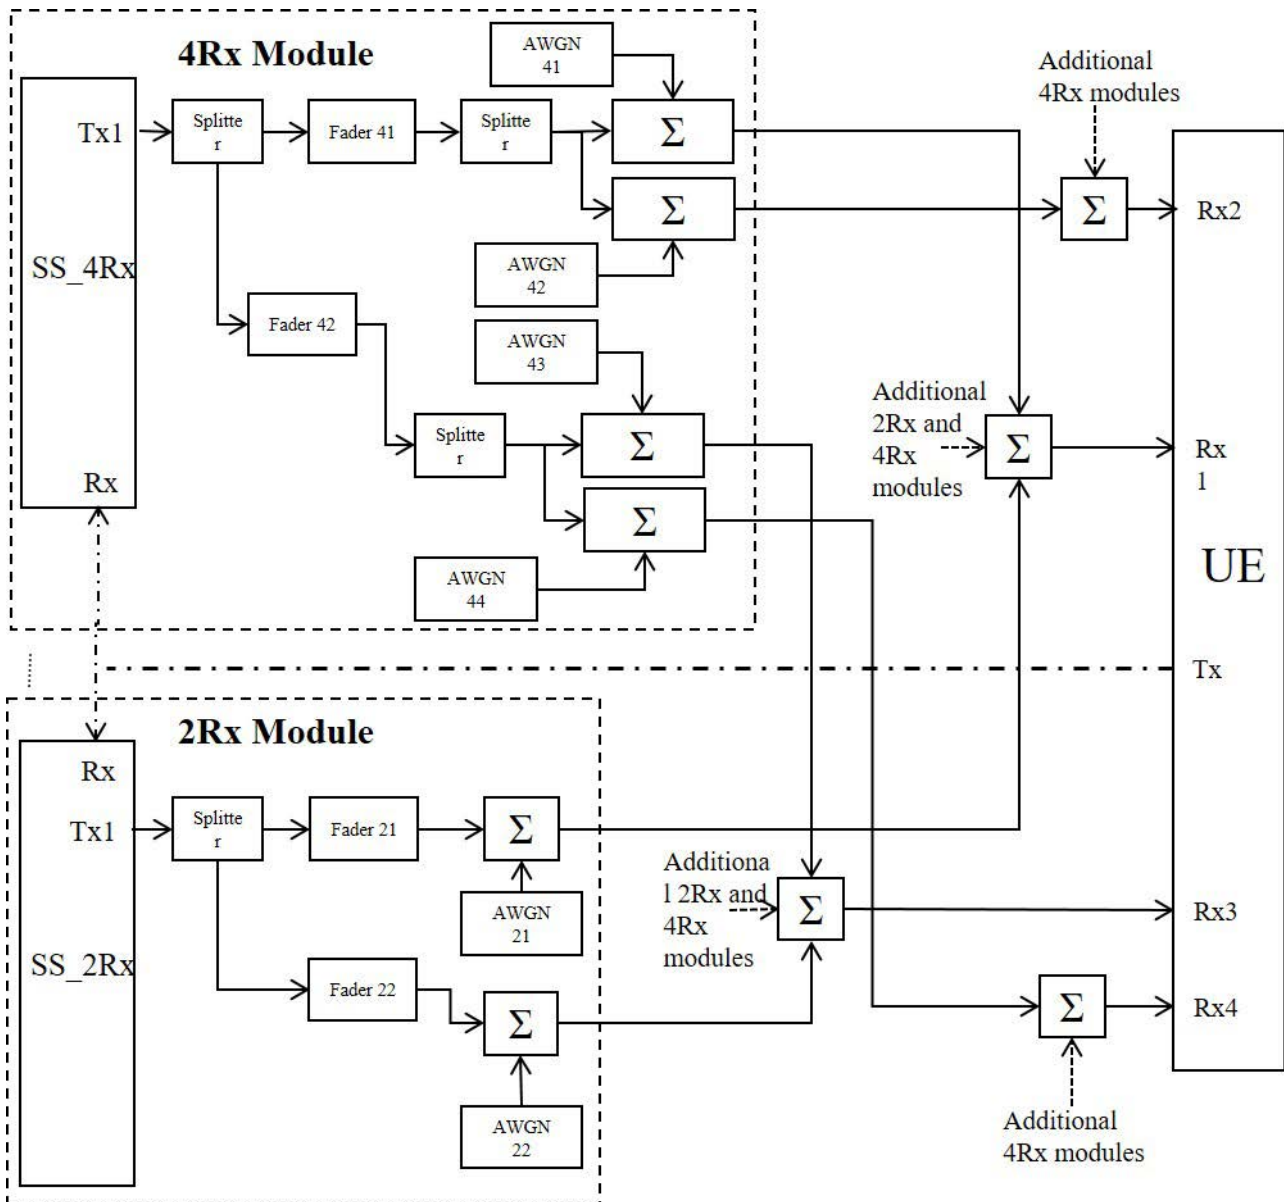 4Rx Module
AWGN
41
Additional
4Rx modules
Tx1
Splitte
r
Fader 41
Splitte
r
Σ
Σ
Σ
Rx2
SS_4Rx
AWGN
42
Fader 42
AWGN
43
Additional
2Rx and
4Rx
modules
Splitte
r
Σ
Σ
Rx
1
Rx
Σ
UE
AWGN
44
Tx
2Rx Module
Rx
Tx1
Splitte
r
Fader 21
Σ
Additiona
l 2Rx and
4Rx
modules
Σ
Rx3
AWGN
21
SS_2Rx
Fader 22
Σ
Σ
Rx4
AWGN
22
Additional
4Rx modules